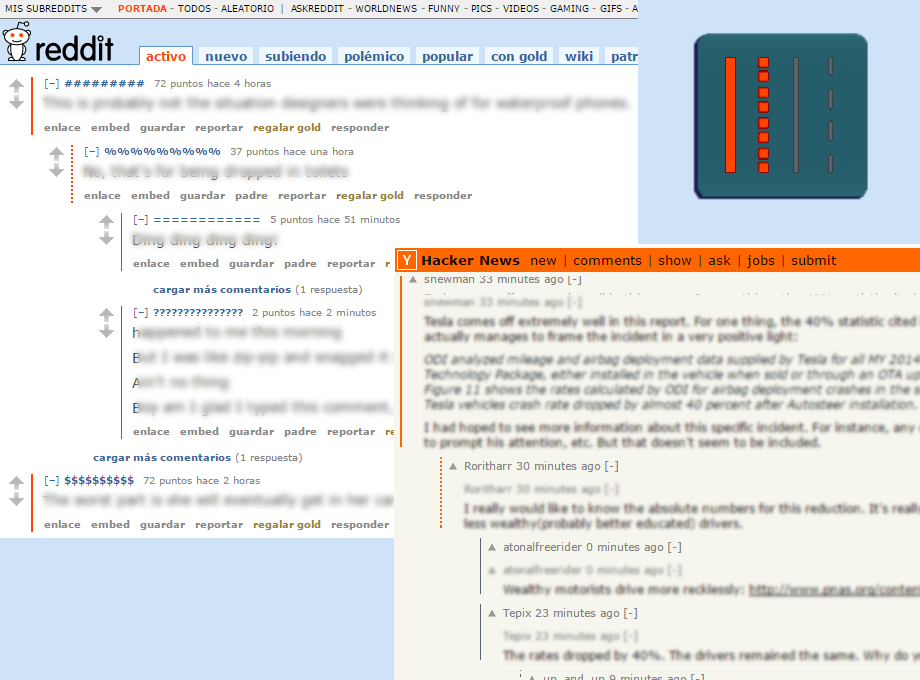 MIS SUBREDDITS PORTADA - TODOS - ALEATORIO | ASKREDDIT - WORLDNEWS - FUNNY - PICS - VIDEOS - GAMING - GIFS - A
reddit activo nuevo subiendo polémico popular con gold wiki patr
[−] ######### 72 puntos hace 4 horas
This is probably not the situation designers were thinking of for waterproof phones.
enlace embed guardar reportar regalar gold responder
[−] %%%%%%%%%% 37 puntos hace una hora
No, that's for being dropped in toilets
enlace embed guardar padre reportar regalar gold responder
[−] ============ 5 puntos hace 51 minutos
Ding ding ding ding!
enlace embed guardar padre reportar r
cargar más comentarios (1 respuesta)
[−] ??????????????? 2 puntos hace 2 minutos
happened to me this morning
But I was like zip-yip and snagged it
Ain't no thing
Boy am I glad I typed this comment,
enlace embed guardar padre reportar re
cargar más comentarios (1 respuesta)
[−] $$$$$$$$$$ 72 puntos hace 2 horas
The worst part is she will eventually get in her ca
enlace embed guardar reportar regalar gold responder
Y Hacker News new | comments | show | ask | jobs | submit
snewman 33 minutes ago [-]
snewman 33 minutes ago [-]
Tesla comes off extremely well in this report. For one thing, the 40% statistic cited
actually manages to frame the incident in a very positive light:
ODI analyzed mileage and airbag deployment data supplied by Tesla for all MY 2014
Technology Package, either installed in the vehicle when sold or through an OTA up
Figure 11 shows the rates calculated by ODI for airbag deployment crashes in the s
Tesla vehicles crash rate dropped by almost 40 percent after Autosteer installation.
I had hoped to see more information about this specific incident. For instance, any
to prompt his attention, etc. But that doesn't seem to be included.
Roritharr 30 minutes ago [-]
Roritharr 30 minutes ago [-]
I really would like to know the absolute numbers for this reduction. It's really
less wealthy(probably better educated) drivers.
atonalfreerider 0 minutes ago [-]
atonalfreerider 0 minutes ago [-]
Wealthy motorists drive more recklessly: http://www.pnas.org/conten
Tepix 23 minutes ago [-]
Tepix 23 minutes ago [-]
The rates dropped by 40%. The drivers remained the same. Why do yo
up_and_up 9 minutes ago [-]